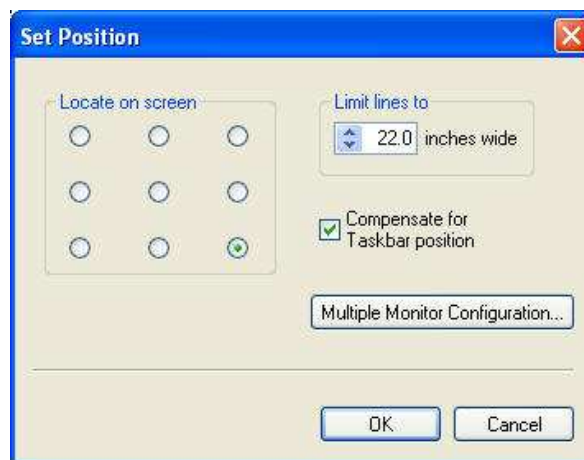 Set Position
Locate on screen
Limit lines to
22.0 inches wide
Compensate for
Taskbar position
Multiple Monitor Configuration...
OK
Cancel